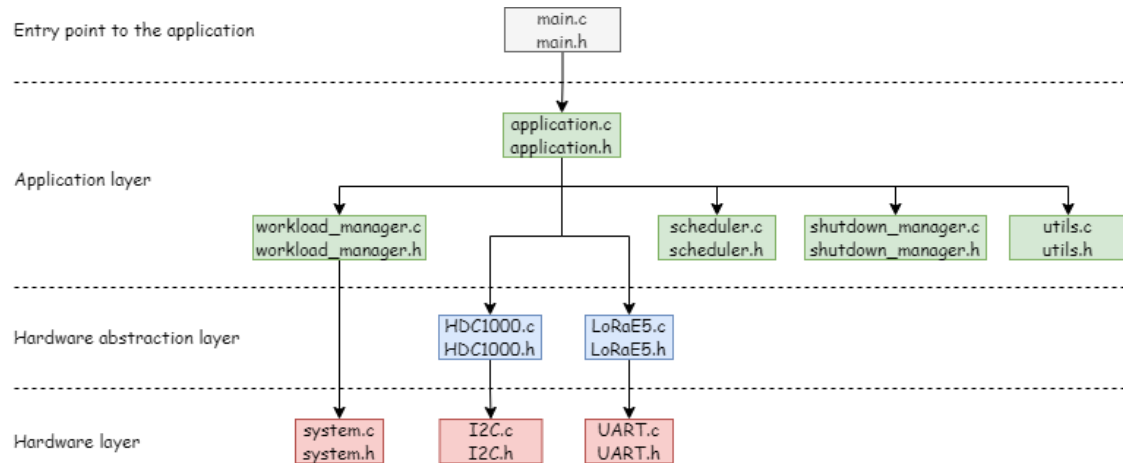 Entry point to the application
main.c
main.h
application.c
application.h
Application layer
workload_manager.c
workload_manager.h
scheduler.c
scheduler.h
shutdown_manager.c
shutdown_manager.h
utils.c
utils.h
Hardware abstraction layer
HDC1000.c
HDC1000.h
LoRaE5.c
LoRaE5.h
Hardware layer
system.c
system.h
I2C.c
I2C.h
UART.c
UART.h